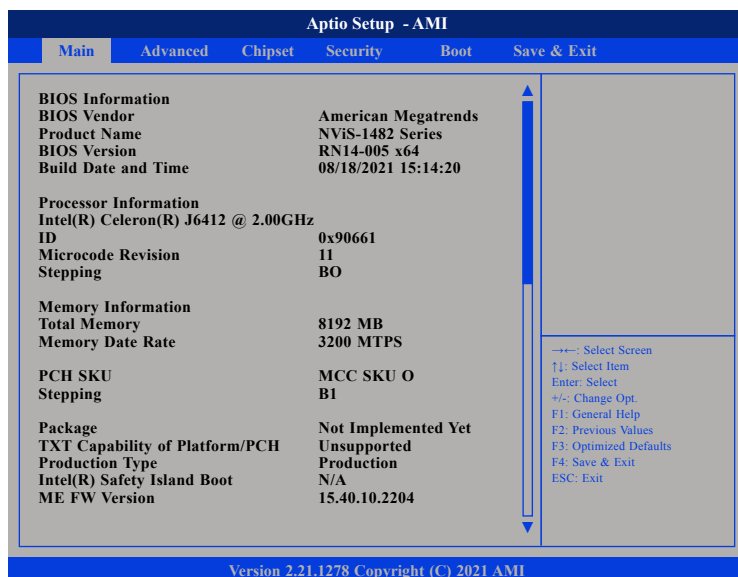 Aptio Setup - AMI
Main Advanced Chipset Security Boot Save & Exit
BIOS Information
BIOS Vendor American Megatrends
Product Name NViS-1482 Series
BIOS Version RN14-005 x64
Build Date and Time 08/18/2021 15:14:20
Processor Information
Intel(R) Celeron(R) J6412 @ 2.00GHz
ID 0x90661
Microcode Revision 11
Stepping BO
Memory Information
Total Memory 8192 MB
Memory Date Rate 3200 MTPS
PCH SKU MCC SKU O
Stepping B1
Package Not Implemented Yet
TXT Capability of Platform/PCH Unsupported
Production Type Production
Intel(R) Safety Island Boot N/A
ME FW Version 15.40.10.2204
→←: Select Screen
↑↓: Select Item
Enter: Select
+/-: Change Opt.
F1: General Help
F2: Previous Values
F3: Optimized Defaults
F4: Save & Exit
ESC: Exit
Version 2.21.1278 Copyright (C) 2021 AMI